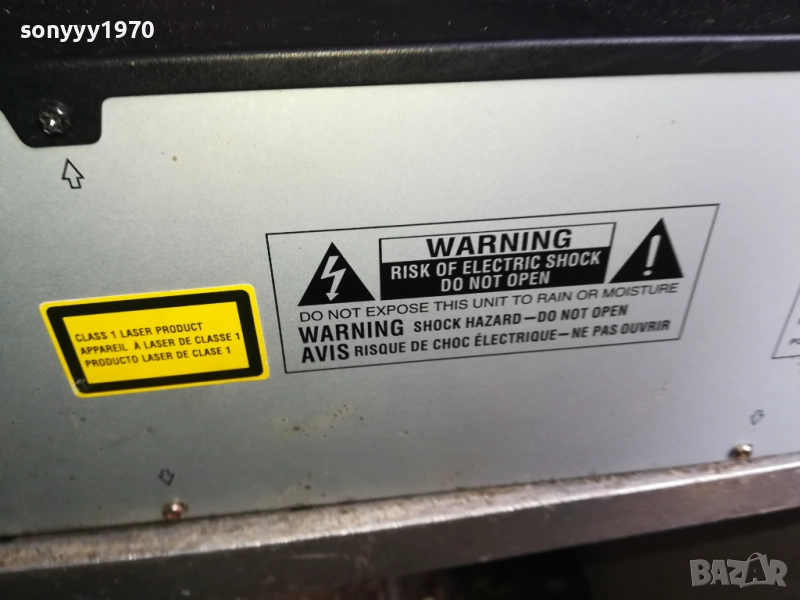 sonyyy1970
CLASS 1 LASER PRODUCT
APPAREIL À LASER DE CLASSE 1
PRODUCTO LASER DE CLASE 1
WARNING
RISK OF ELECTRIC SHOCK
DO NOT OPEN
DO NOT EXPOSE THIS UNIT TO RAIN OR MOISTURE
WARNING SHOCK HAZARD—DO NOT OPEN
AVIS RISQUE DE CHOC ÉLECTRIQUE—NE PAS OUVRIR
BAZAR